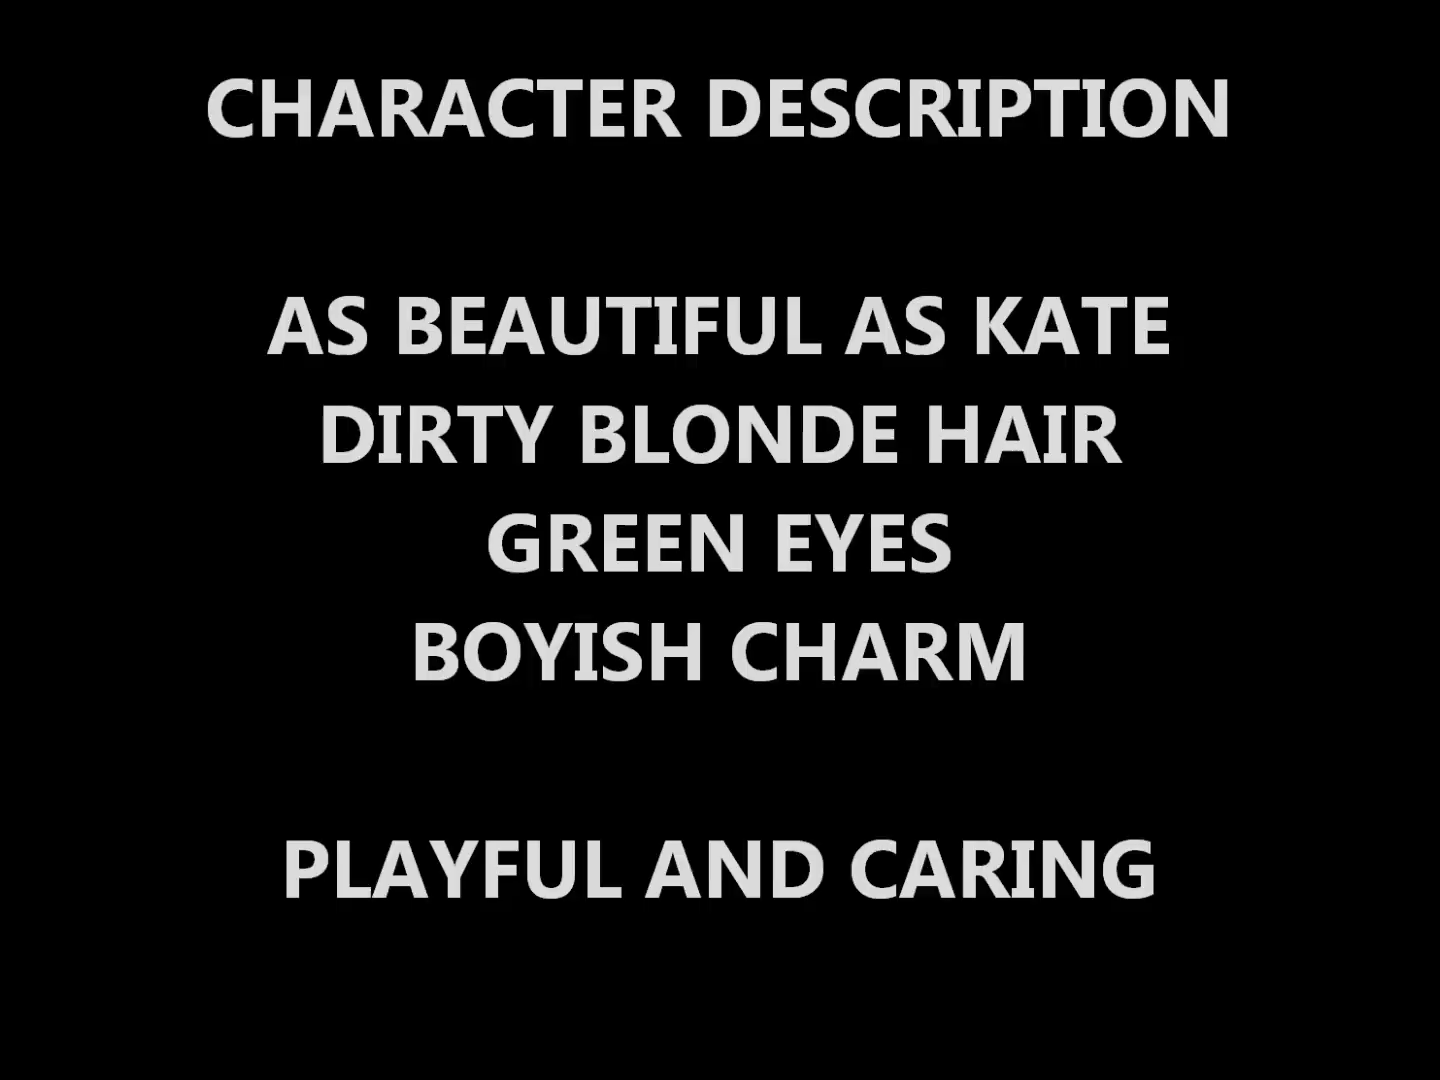 CHARACTER DESCRIPTION
AS BEAUTIFUL AS KATE
DIRTY BLONDE HAIR
GREEN EYES
BOYISH CHARM
PLAYFUL AND CARING